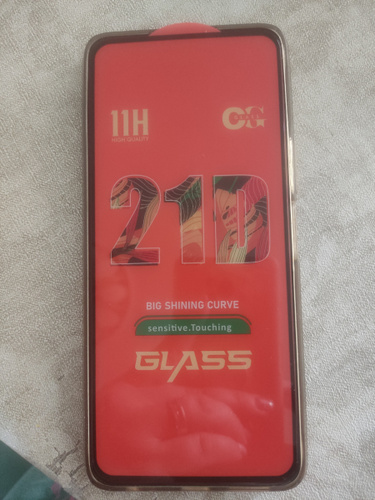 11H
HIGH QUALITY
OG
21D
BIG SHINING CURVE
sensitive.Touching
GLASS